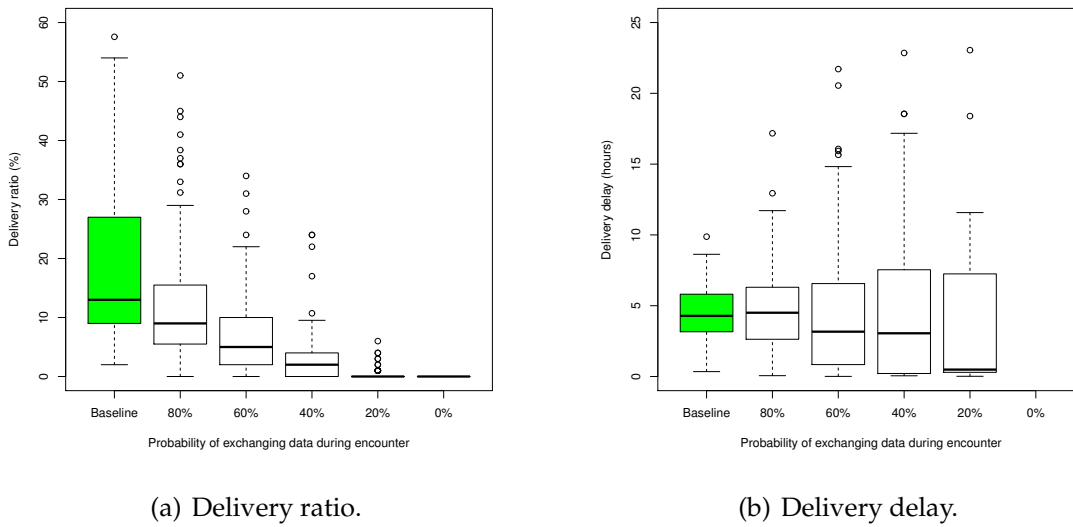 60
50
40
30
20
10
0
Delivery ratio (%)
Baseline 80% 60% 40% 20% 0%
Probability of exchanging data during encounter
(a) Delivery ratio.
25
20
15
10
5
0
Delivery delay (hours)
Baseline 80% 60% 40% 20% 0%
Probability of exchanging data during encounter
(b) Delivery delay.